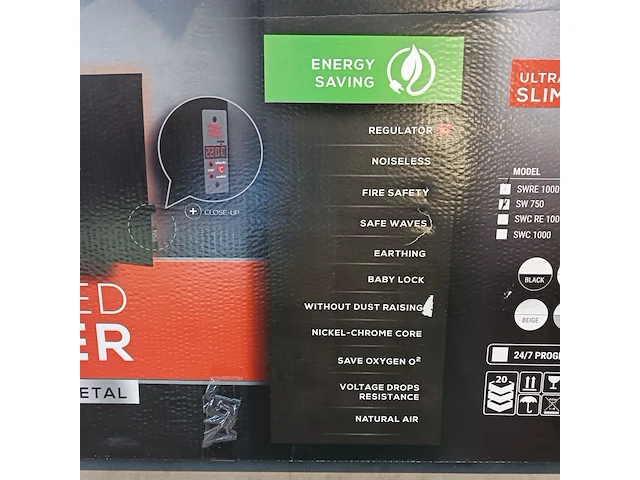 ENERGY
SAVING
ULTRA
SLIM
REGULATOR
NOISELESS
FIRE SAFETY
SAFE WAVES
EARTHING
BABY LOCK
WITHOUT DUST RAISING
NICKEL-CHROME CORE
SAVE OXYGEN O²
VOLTAGE DROPS
RESISTANCE
NATURAL AIR
22.0
+ CLOSE-UP
ED
ER
ETAL
MODEL
SWRE 1000
SW 750
SWC RE 100
SWC 1000
BLACK
BEIGE
24/7 PROG
20